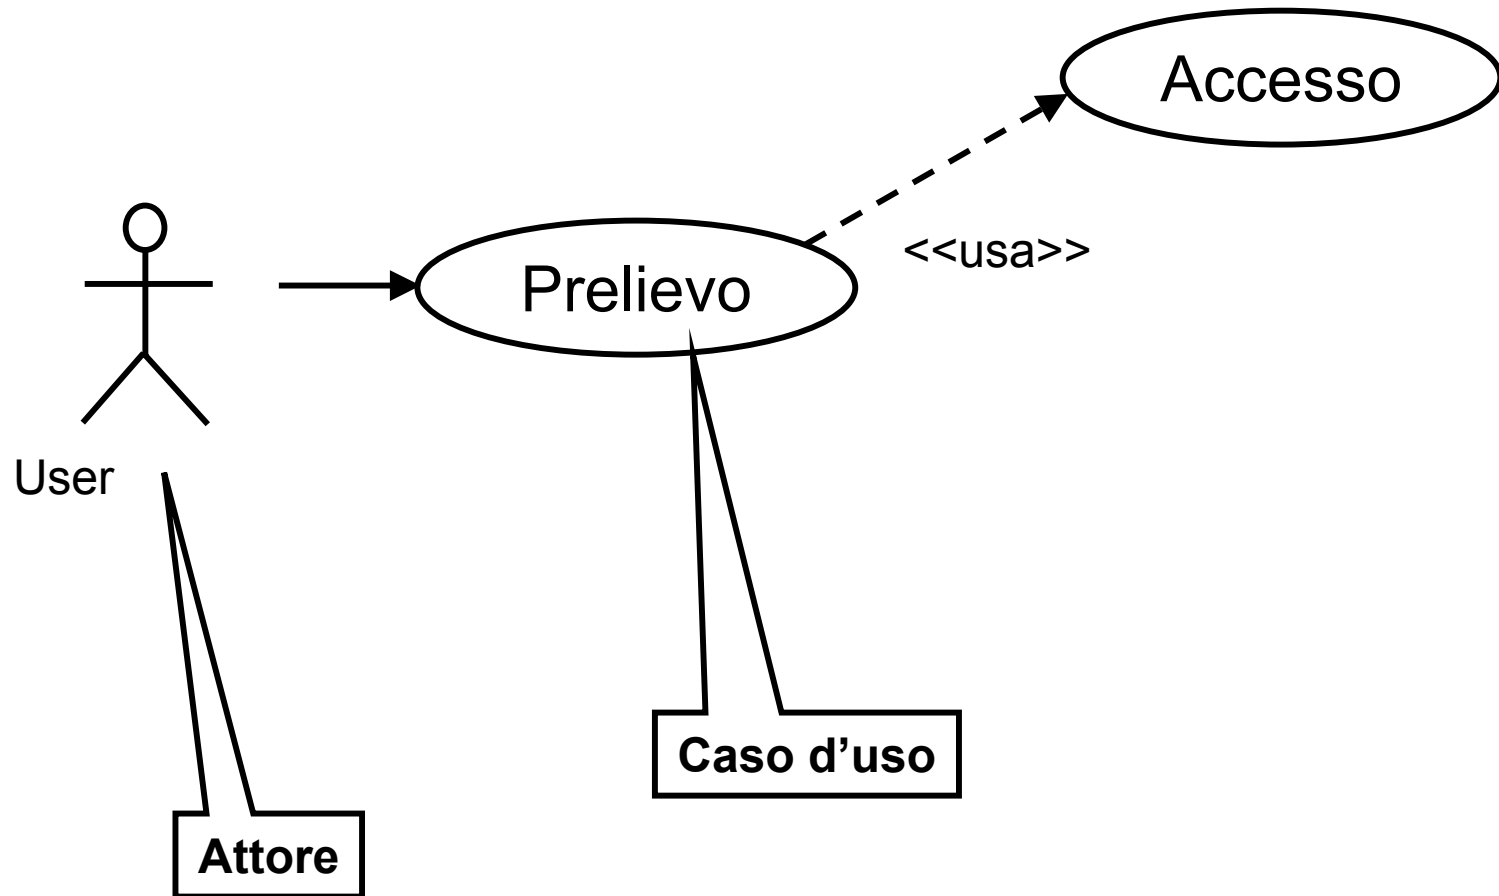 Accesso
<<usa>>
Prelievo
User
Caso d’uso
Attore